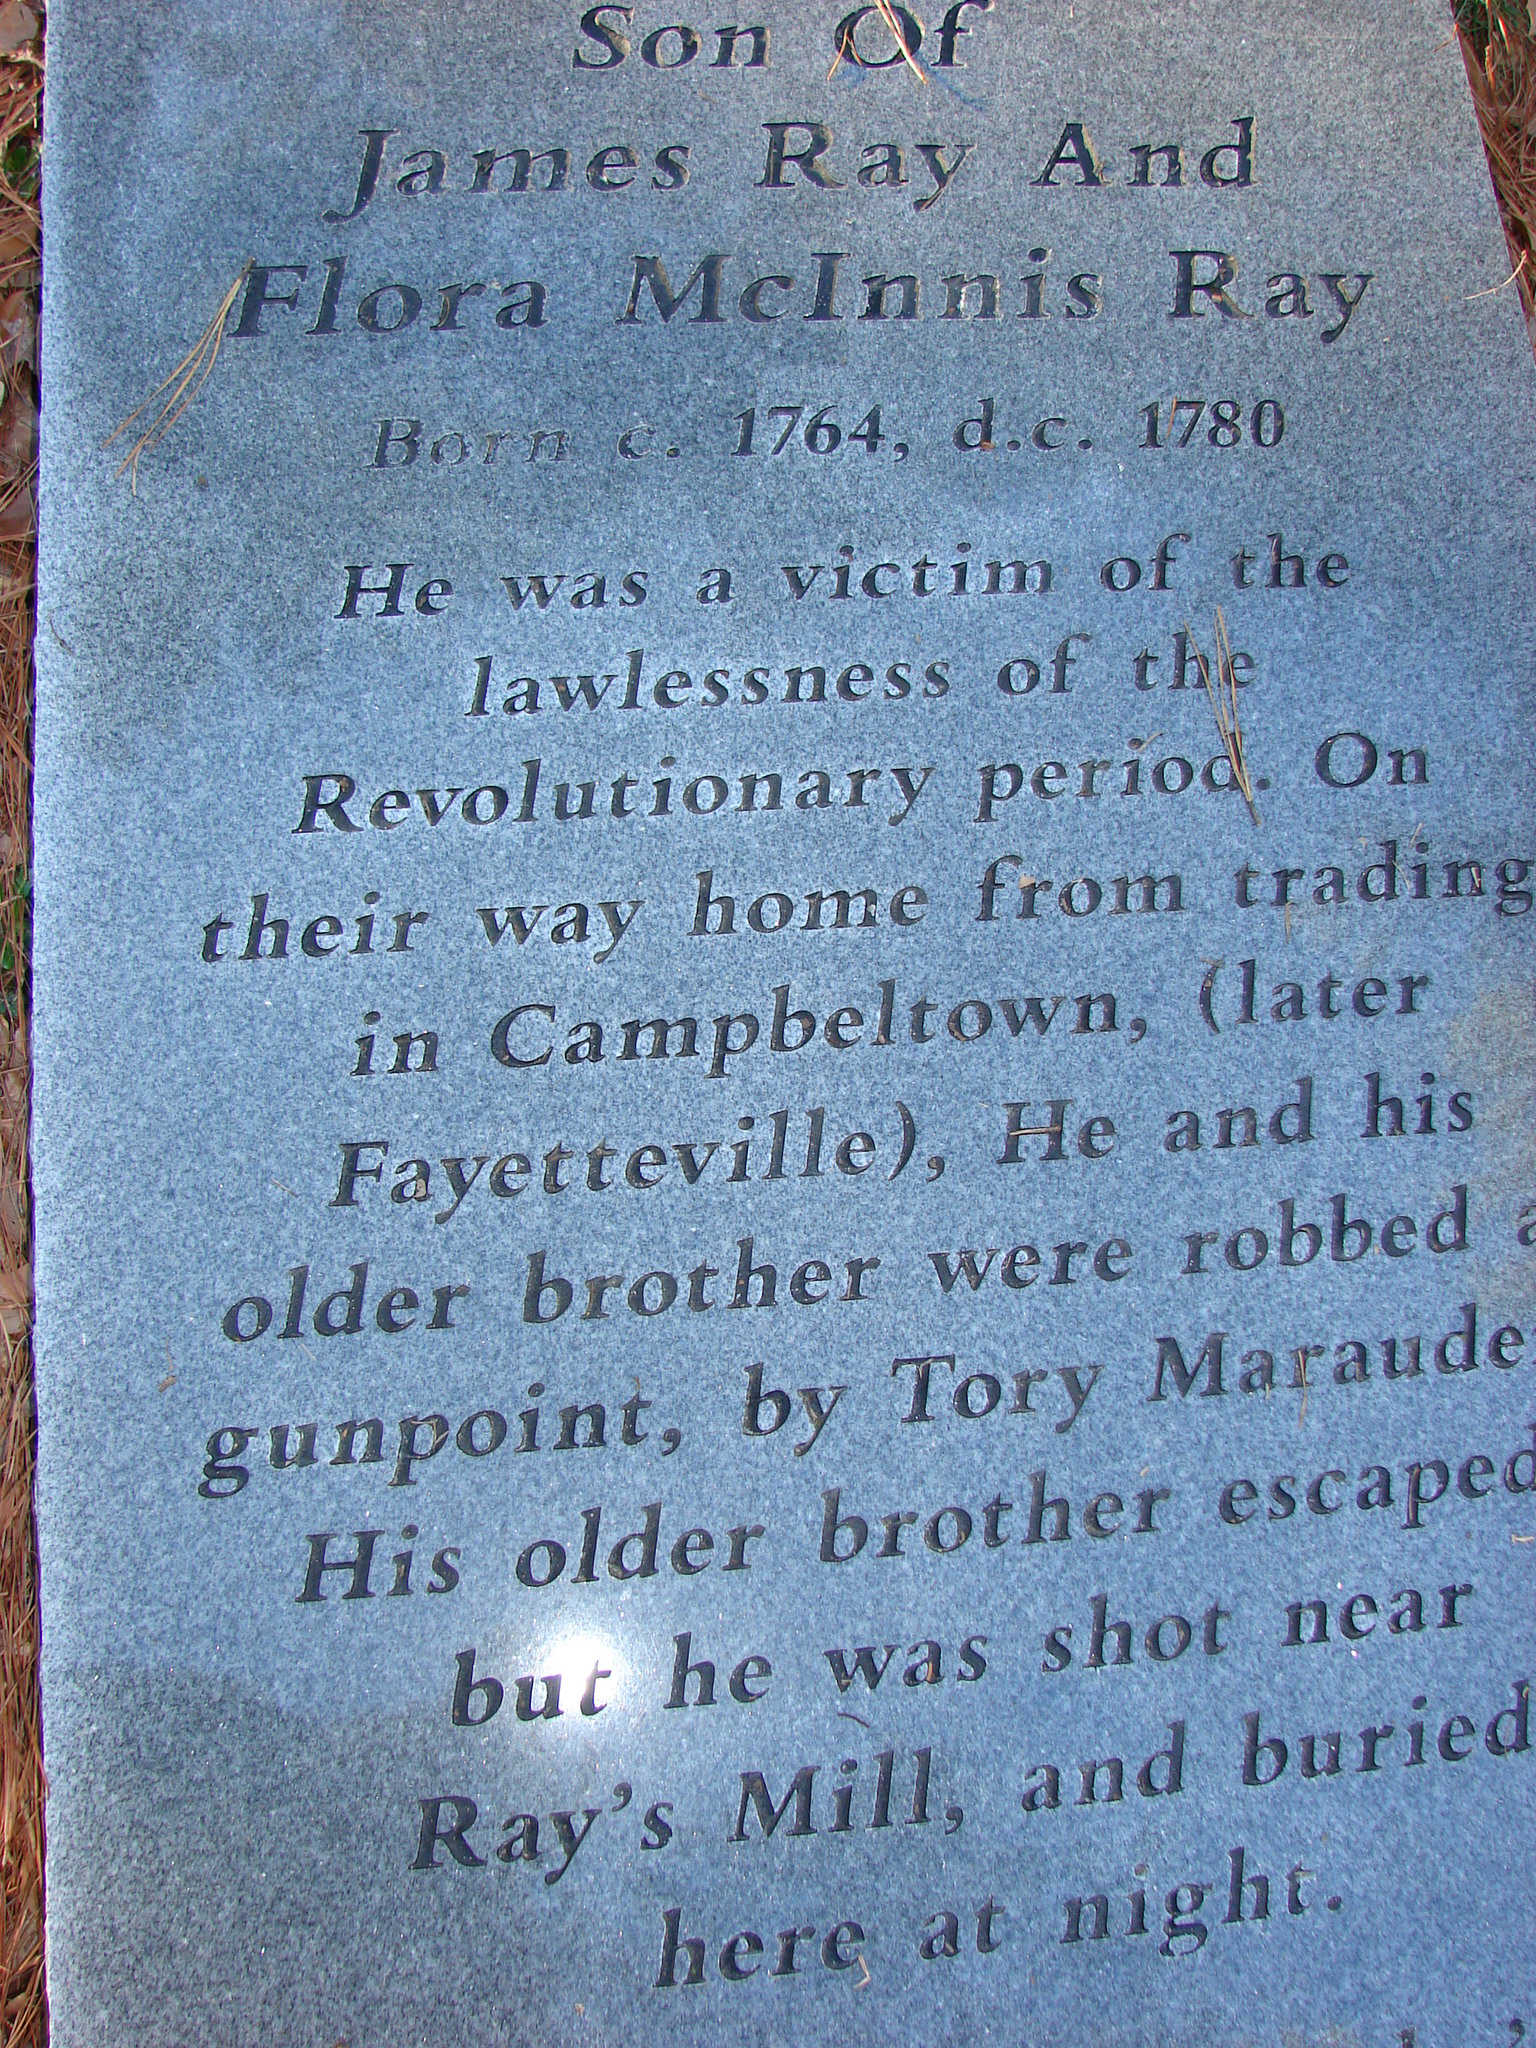 Son Of
James Ray And
Flora McInnis Ray
Born c. 1764, d.c. 1780
He was a victim of the
lawlessness of the
Revolutionary period. On
their way home from trading
in Campbeltown, (later
Fayetteville), He and his
older brother were robbed
gunpoint, by Tory
His older brother escaped
but he was shot near
Ray's Mill, and buried
here at night.